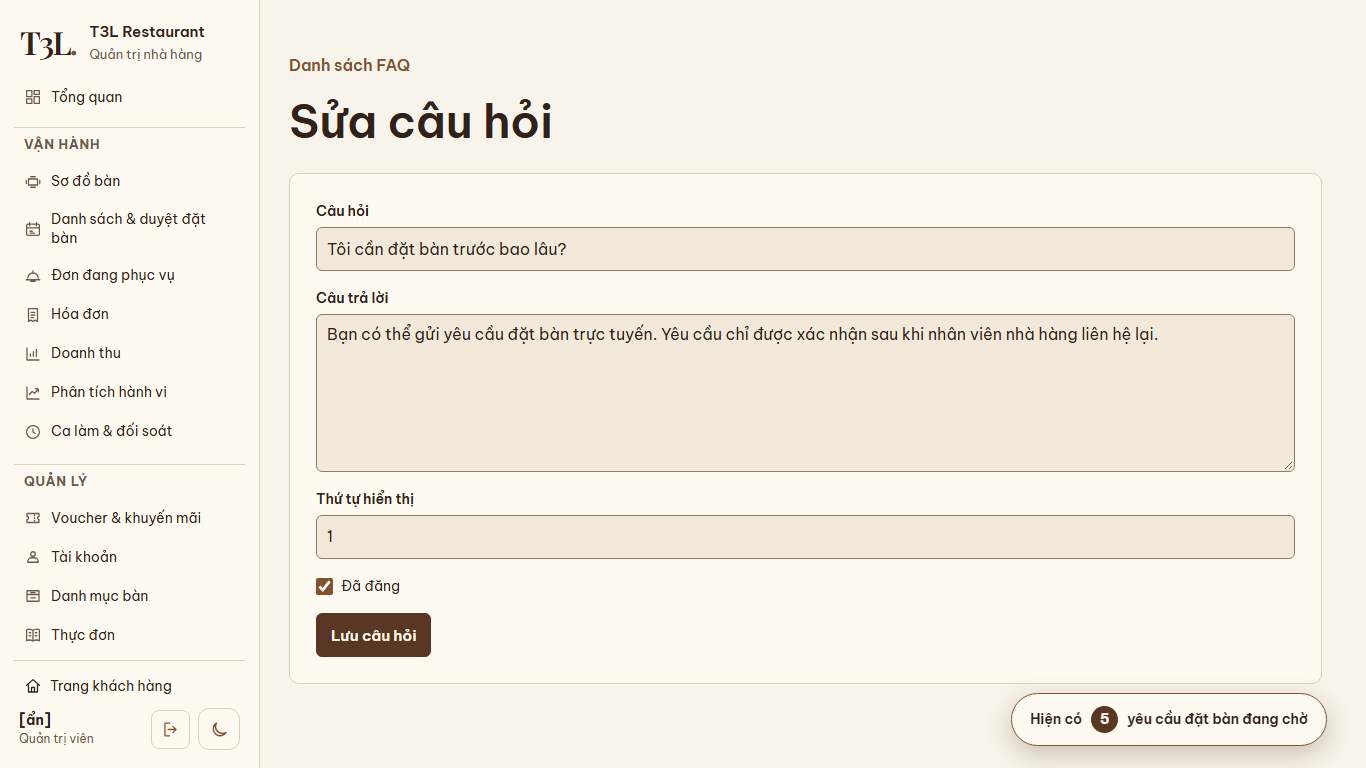 T3L.
T3L Restaurant
Quản trị nhà hàng
Tổng quan
VẬN HÀNH
Sơ đồ bàn
Danh sách & duyệt đặt
bàn
Đơn đang phục vụ
Hóa đơn
Doanh thu
Phân tích hành vi
Ca làm & đối soát
QUẢN LÝ
Voucher & khuyến mãi
Tài khoản
Danh mục bàn
Thực đơn
Trang khách hàng
[ẩn]
Quản trị viên
Danh sách FAQ
Sửa câu hỏi
Câu hỏi
Tôi cần đặt bàn trước bao lâu?
Câu trả lời
Bạn có thể gửi yêu cầu đặt bàn trực tuyến. Yêu cầu chỉ được xác nhận sau khi nhân viên nhà hàng liên hệ lại.
Thứ tự hiển thị
1
Đã đăng
Lưu câu hỏi
Hiện có 5 yêu cầu đặt bàn đang chờ